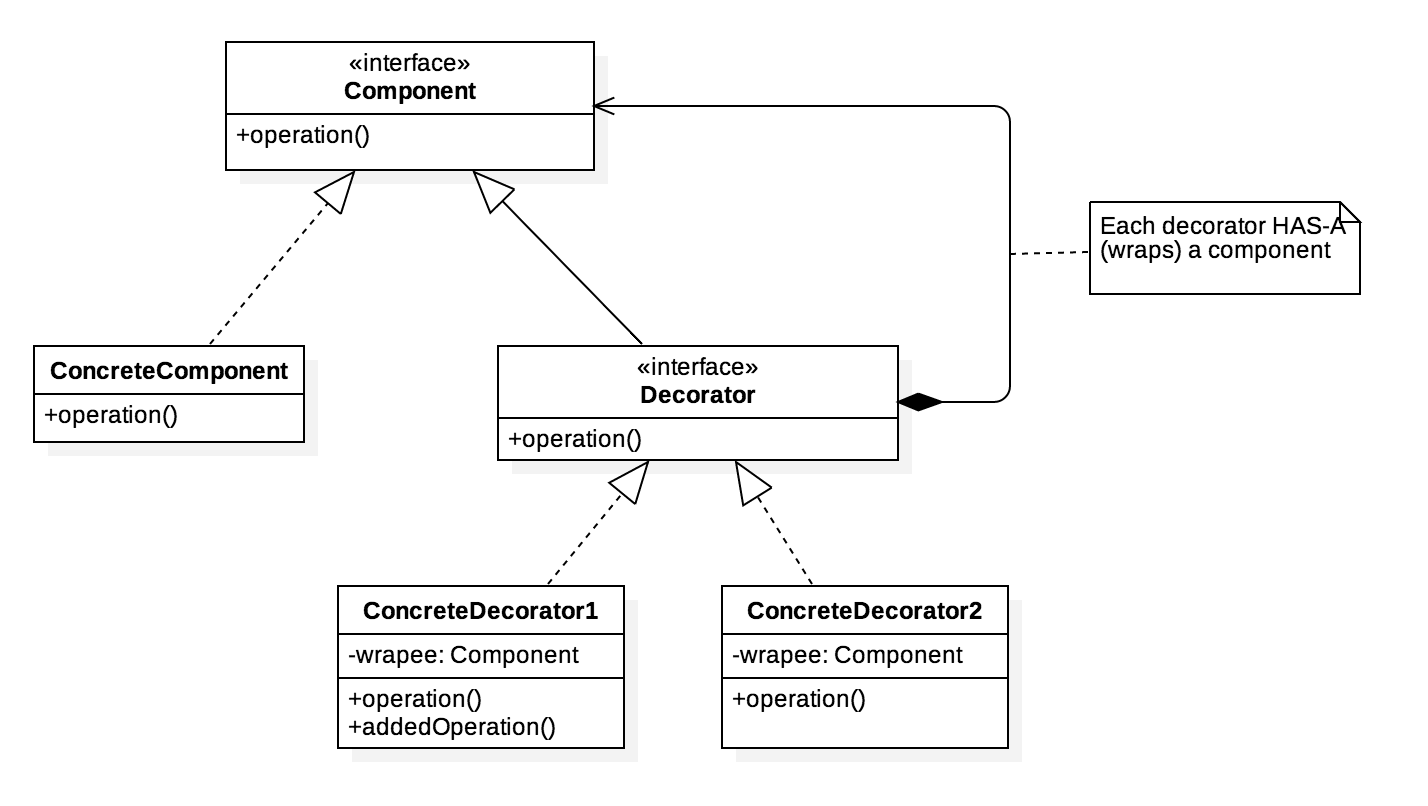 «interface»
Component
+operation()
Each decorator HAS-A
(wraps) a component
ConcreteComponent
+operation()
«interface»
Decorator
+operation()
ConcreteDecorator1
-wrapee: Component
+operation()
+addedOperation()
ConcreteDecorator2
-wrapee: Component
+operation()